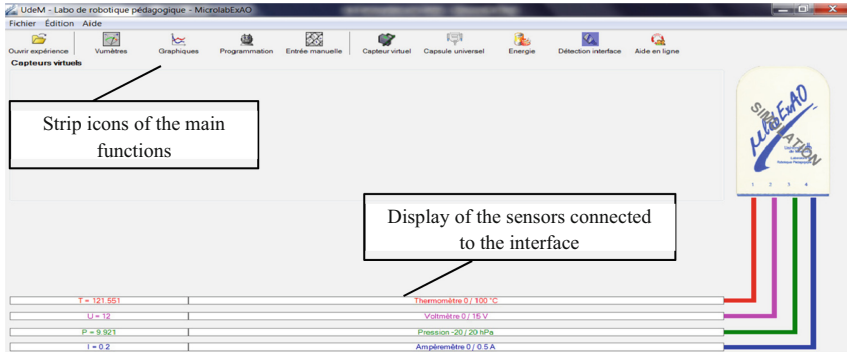 UdeM - Labo de robotique pédagogique - MicrolabExAO
Fichier Édition Aide
Ouvrir expérience Vumètres Graphiques Programmation Entrée manuelle Capteur virtuel Capsule universel Energie Détection interface Aide en ligne
Capteurs virtuels
Strip icons of the main
functions
µlabExAO
SIMULATION
1 2 3 4
Display of the sensors connected
to the interface
T = 121.551 Thermomètre 0 / 100 °C
U = 12 Voltmètre 0 / 15 V
P = 9.921 Pression -20 / 20 hPa
I = 0.2 Ampèremètre 0 / 0.5 A